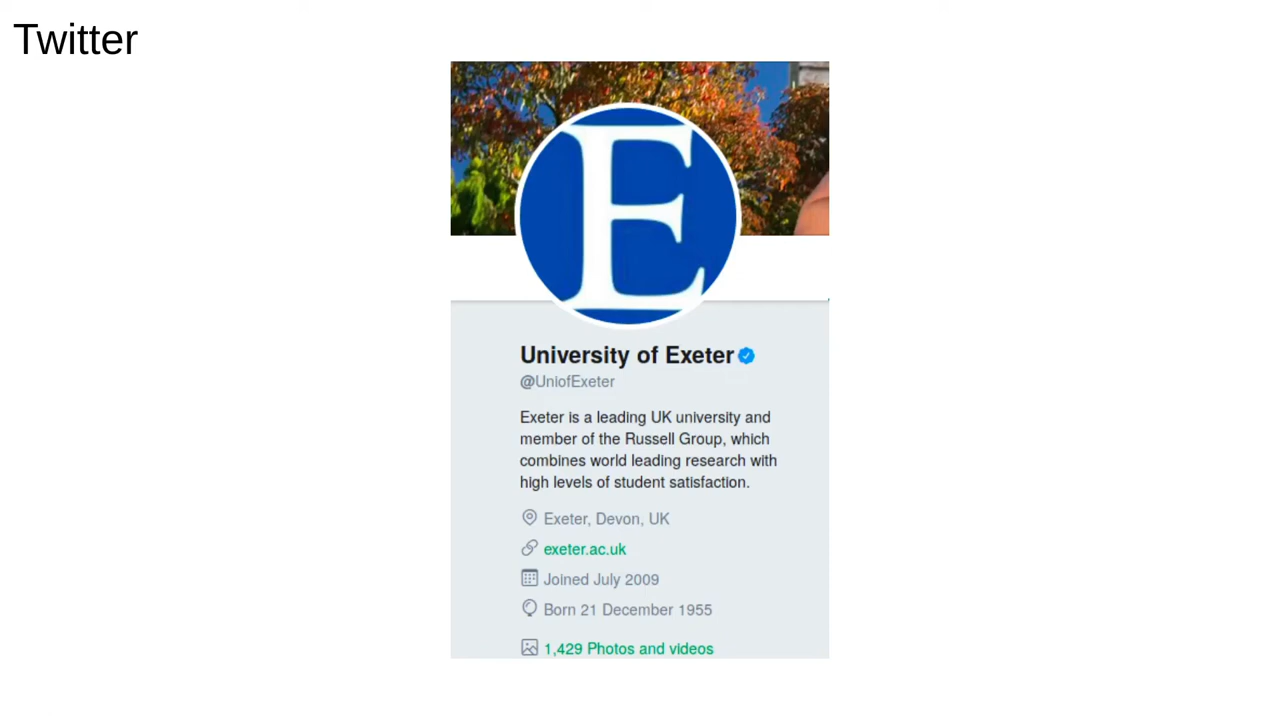 Twitter
E
University of Exeter
@UniofExeter
Exeter is a leading UK university and
member of the Russell Group, which
combines world leading research with
high levels of student satisfaction.
Exeter, Devon, UK
exeter.ac.uk
Joined July 2009
Born 21 December 1955
1,429 Photos and videos